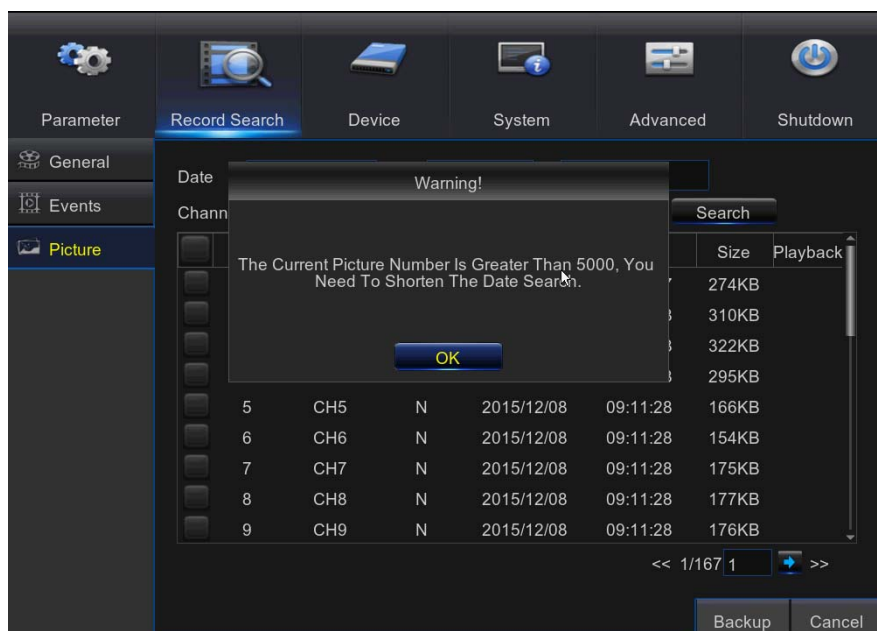 Parameter Record Search Device System Advanced Shutdown
General
Events
Picture
Date
Chann
Search
Warning!
The Current Picture Number Is Greater Than 5000, You
Need To Shorten The Date Search.
OK
Size Playback
274KB
310KB
322KB
295KB
5 CH5 N 2015/12/08 09:11:28 166KB
6 CH6 N 2015/12/08 09:11:28 154KB
7 CH7 N 2015/12/08 09:11:28 175KB
8 CH8 N 2015/12/08 09:11:28 177KB
9 CH9 N 2015/12/08 09:11:28 176KB
<< 1/167 1 >>
Backup Cancel